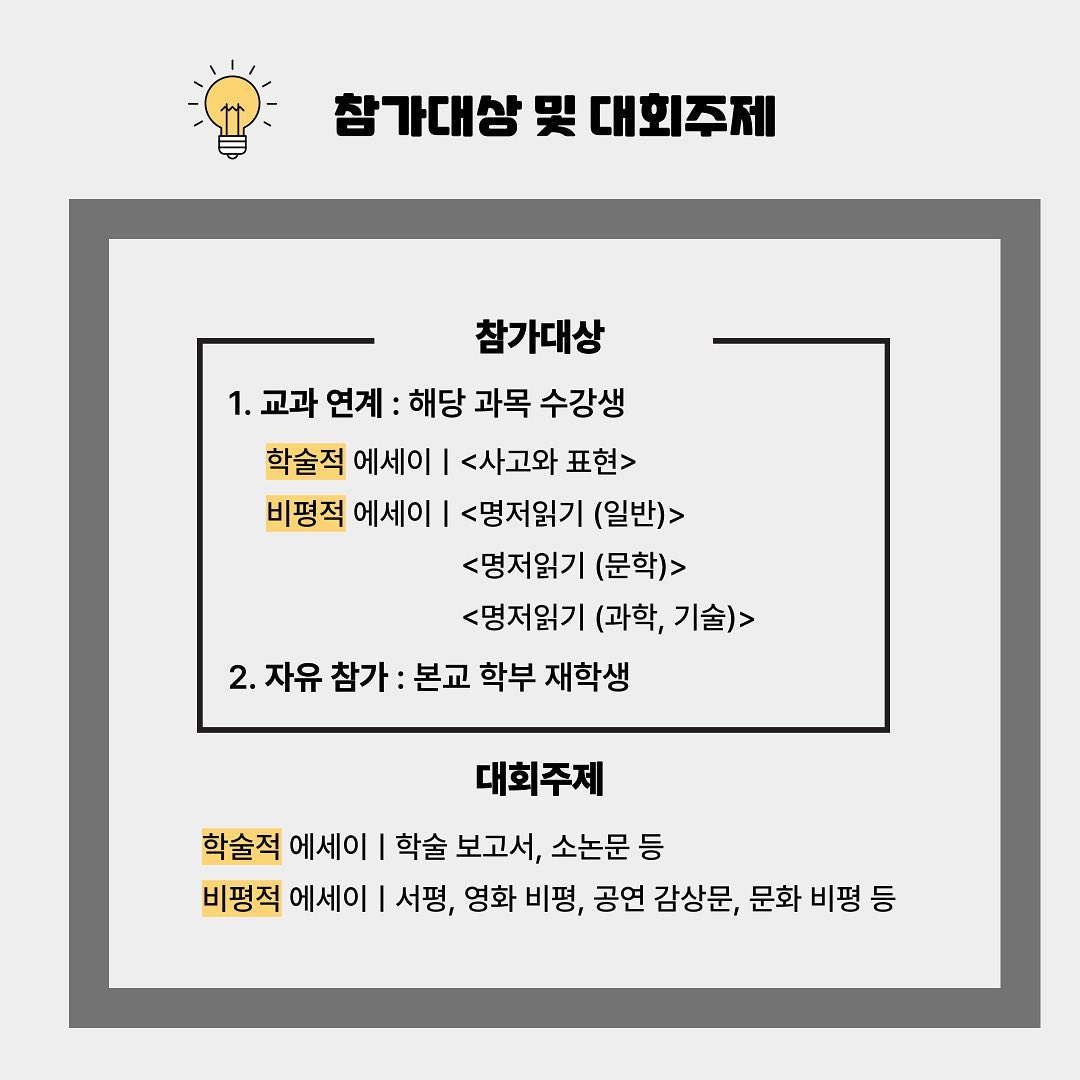 참가대상 및 대회주제
참가대상
1. 교과 연계 : 해당 과목 수강생
학술적 에세이 | <사고와 표현>
비평적 에세이 | <명저읽기 (일반)>
<명저읽기 (문학)>
<명저읽기 (과학, 기술)>
2. 자유 참가 : 본교 학부 재학생
대회주제
학술적 에세이 | 학술 보고서, 소논문 등
비평적 에세이 | 서평, 영화 비평, 공연 감상문, 문화 비평 등